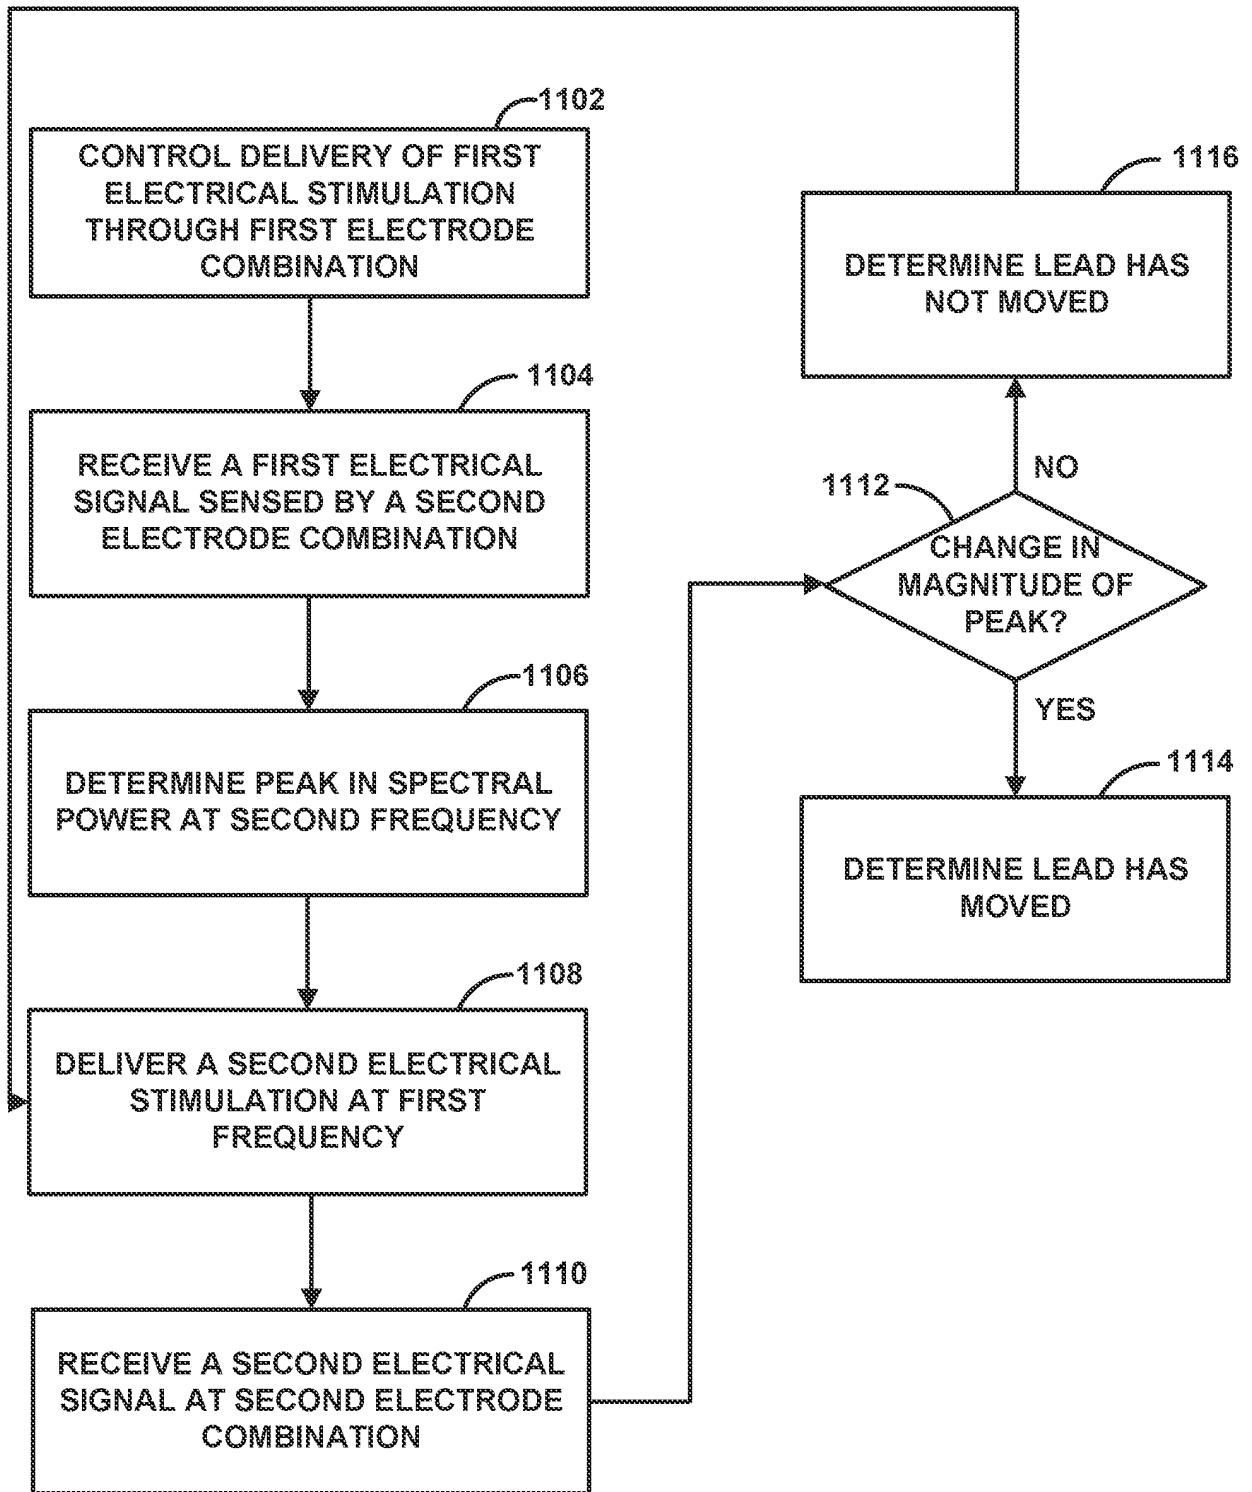 1102
CONTROL DELIVERY OF FIRST
ELECTRICAL STIMULATION
THROUGH FIRST ELECTRODE
COMBINATION
1104
RECEIVE A FIRST ELECTRICAL
SIGNAL SENSED BY A SECOND
ELECTRODE COMBINATION
1106
DETERMINE PEAK IN SPECTRAL
POWER AT SECOND FREQUENCY
1108
DELIVER A SECOND ELECTRICAL
STIMULATION AT FIRST
FREQUENCY
1110
RECEIVE A SECOND ELECTRICAL
SIGNAL AT SECOND ELECTRODE
COMBINATION
1116
DETERMINE LEAD HAS
NOT MOVED
NO
1112
CHANGE IN
MAGNITUDE OF
PEAK?
YES
1114
DETERMINE LEAD HAS
MOVED